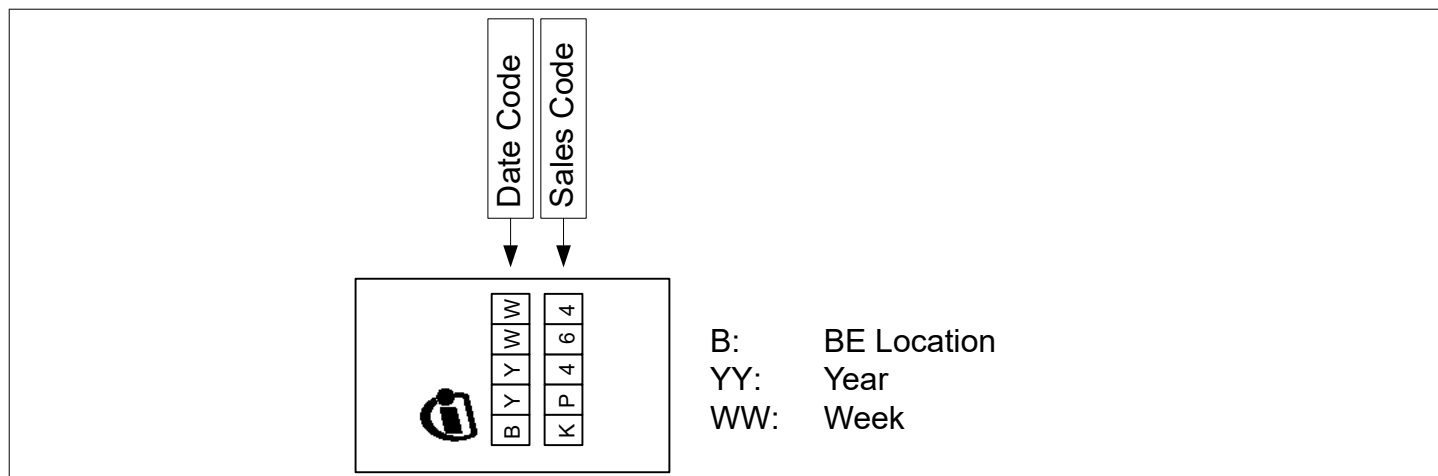 Date Code
Sales Code
BYYWW
KP464
B: BE Location
YY: Year
WW: Week